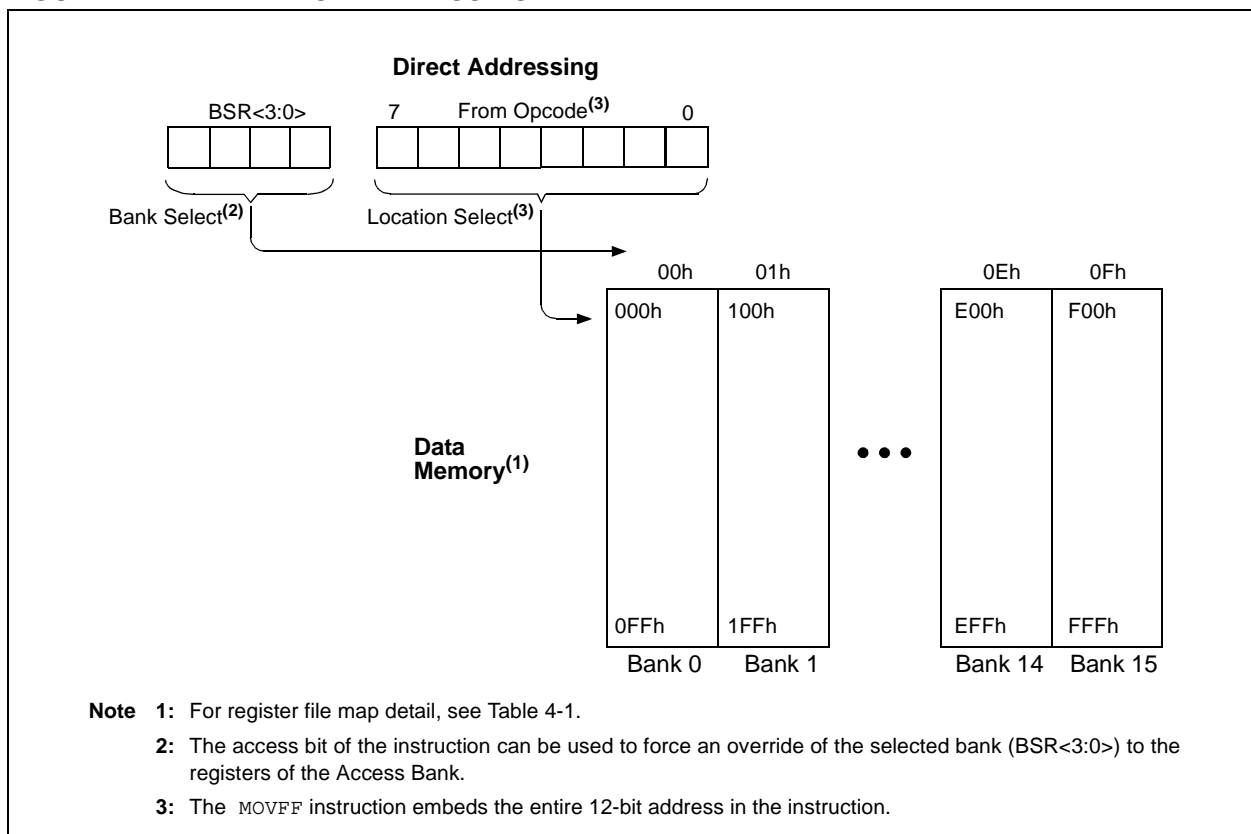 Direct Addressing
BSR<3:0> 7 From Opcode(3) 0
Bank Select(2) Location Select(3)
00h 01h 0Eh 0Fh
000h 100h E00h F00h
Data
Memory(1)
0FFh 1FFh EFFh FFFh
Bank 0 Bank 1 Bank 14 Bank 15
Note 1: For register file map detail, see Table 4-1.
2: The access bit of the instruction can be used to force an override of the selected bank (BSR<3:0>) to the
registers of the Access Bank.
3: The MOVFF instruction embeds the entire 12-bit address in the instruction.